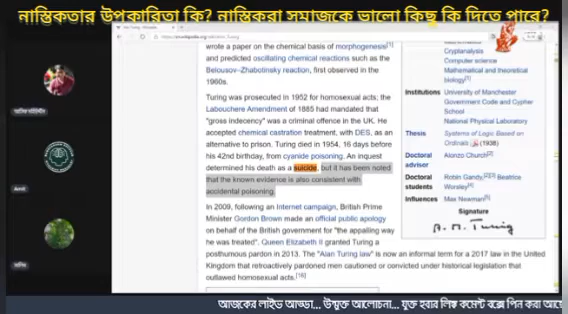 নাস্তিকতার উপকারিতা কি? নাস্তিকরা সমাজকে ভালো কিছু কি দিতে পারে?
wrote a paper on the chemical basis of morphogenesis[1]
and predicted oscillating chemical reactions such as the
Belousov–Zhabotinsky reaction, first observed in the
1960s.
Turing was prosecuted in 1952 for homosexual acts; the
Labouchere Amendment of 1885 had mandated that
"gross indecency" was a criminal offence in the UK. He
accepted chemical castration treatment, with DES, as an
alternative to prison. Turing died in 1954, 16 days before
his 42nd birthday, from cyanide poisoning. An inquest
determined his death as a suicide, but it has been noted
that the known evidence is also consistent with
accidental poisoning.
In 2009, following an Internet campaign, British Prime
Minister Gordon Brown made an official public apology
on behalf of the British government for "the appalling way
he was treated". Queen Elizabeth II granted Turing a
posthumous pardon in 2013. The "Alan Turing law" is now an informal term for a 2017 law in the United
Kingdom that retroactively pardoned men cautioned or convicted under historical legislation that
outlawed homosexual acts.[16]
Cryptanalysis
Computer science
Mathematical and theoretical
biology[1]
Institutions University of Manchester
Government Code and Cypher
School
National Physical Laboratory
Thesis Systems of Logic Based on
Ordinals (1938)
Doctoral Alonzo Church[2]
adviser
Doctoral Robin Gandy,[2][3] Beatrice
students Worsley[4]
Influences Max Newman[5]
Signature
A. M. Turing
Amit
আজকের লাইভ আড্ডা... উন্মুক্ত আলোচনা... যুক্ত হবার লিঙ্ক কমেন্ট বক্সে পিন করা আছে